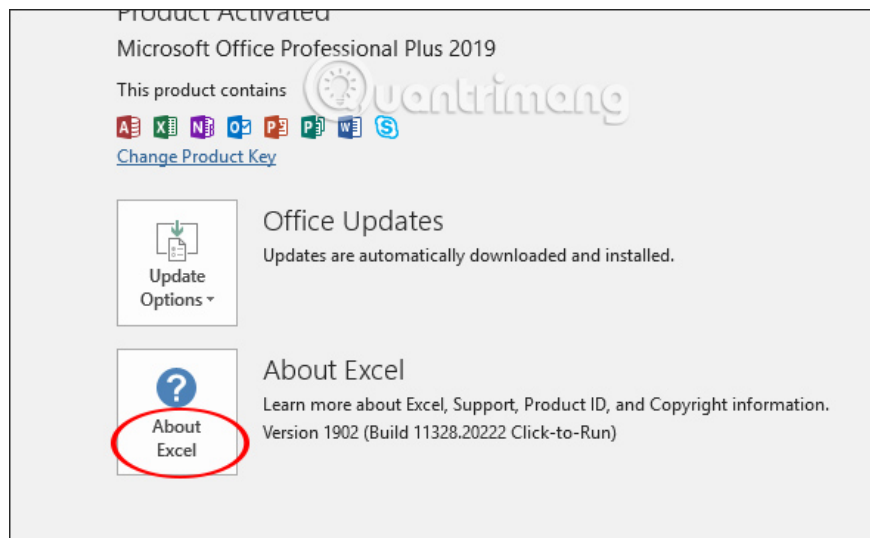 Product Activated
Microsoft Office Professional Plus 2019
This product contains
Quantrimang
Change Product Key
Office Updates
Updates are automatically downloaded and installed.
Update
Options
About Excel
Learn more about Excel, Support, Product ID, and Copyright information.
Version 1902 (Build 11328.20222 Click-to-Run)
About
Excel